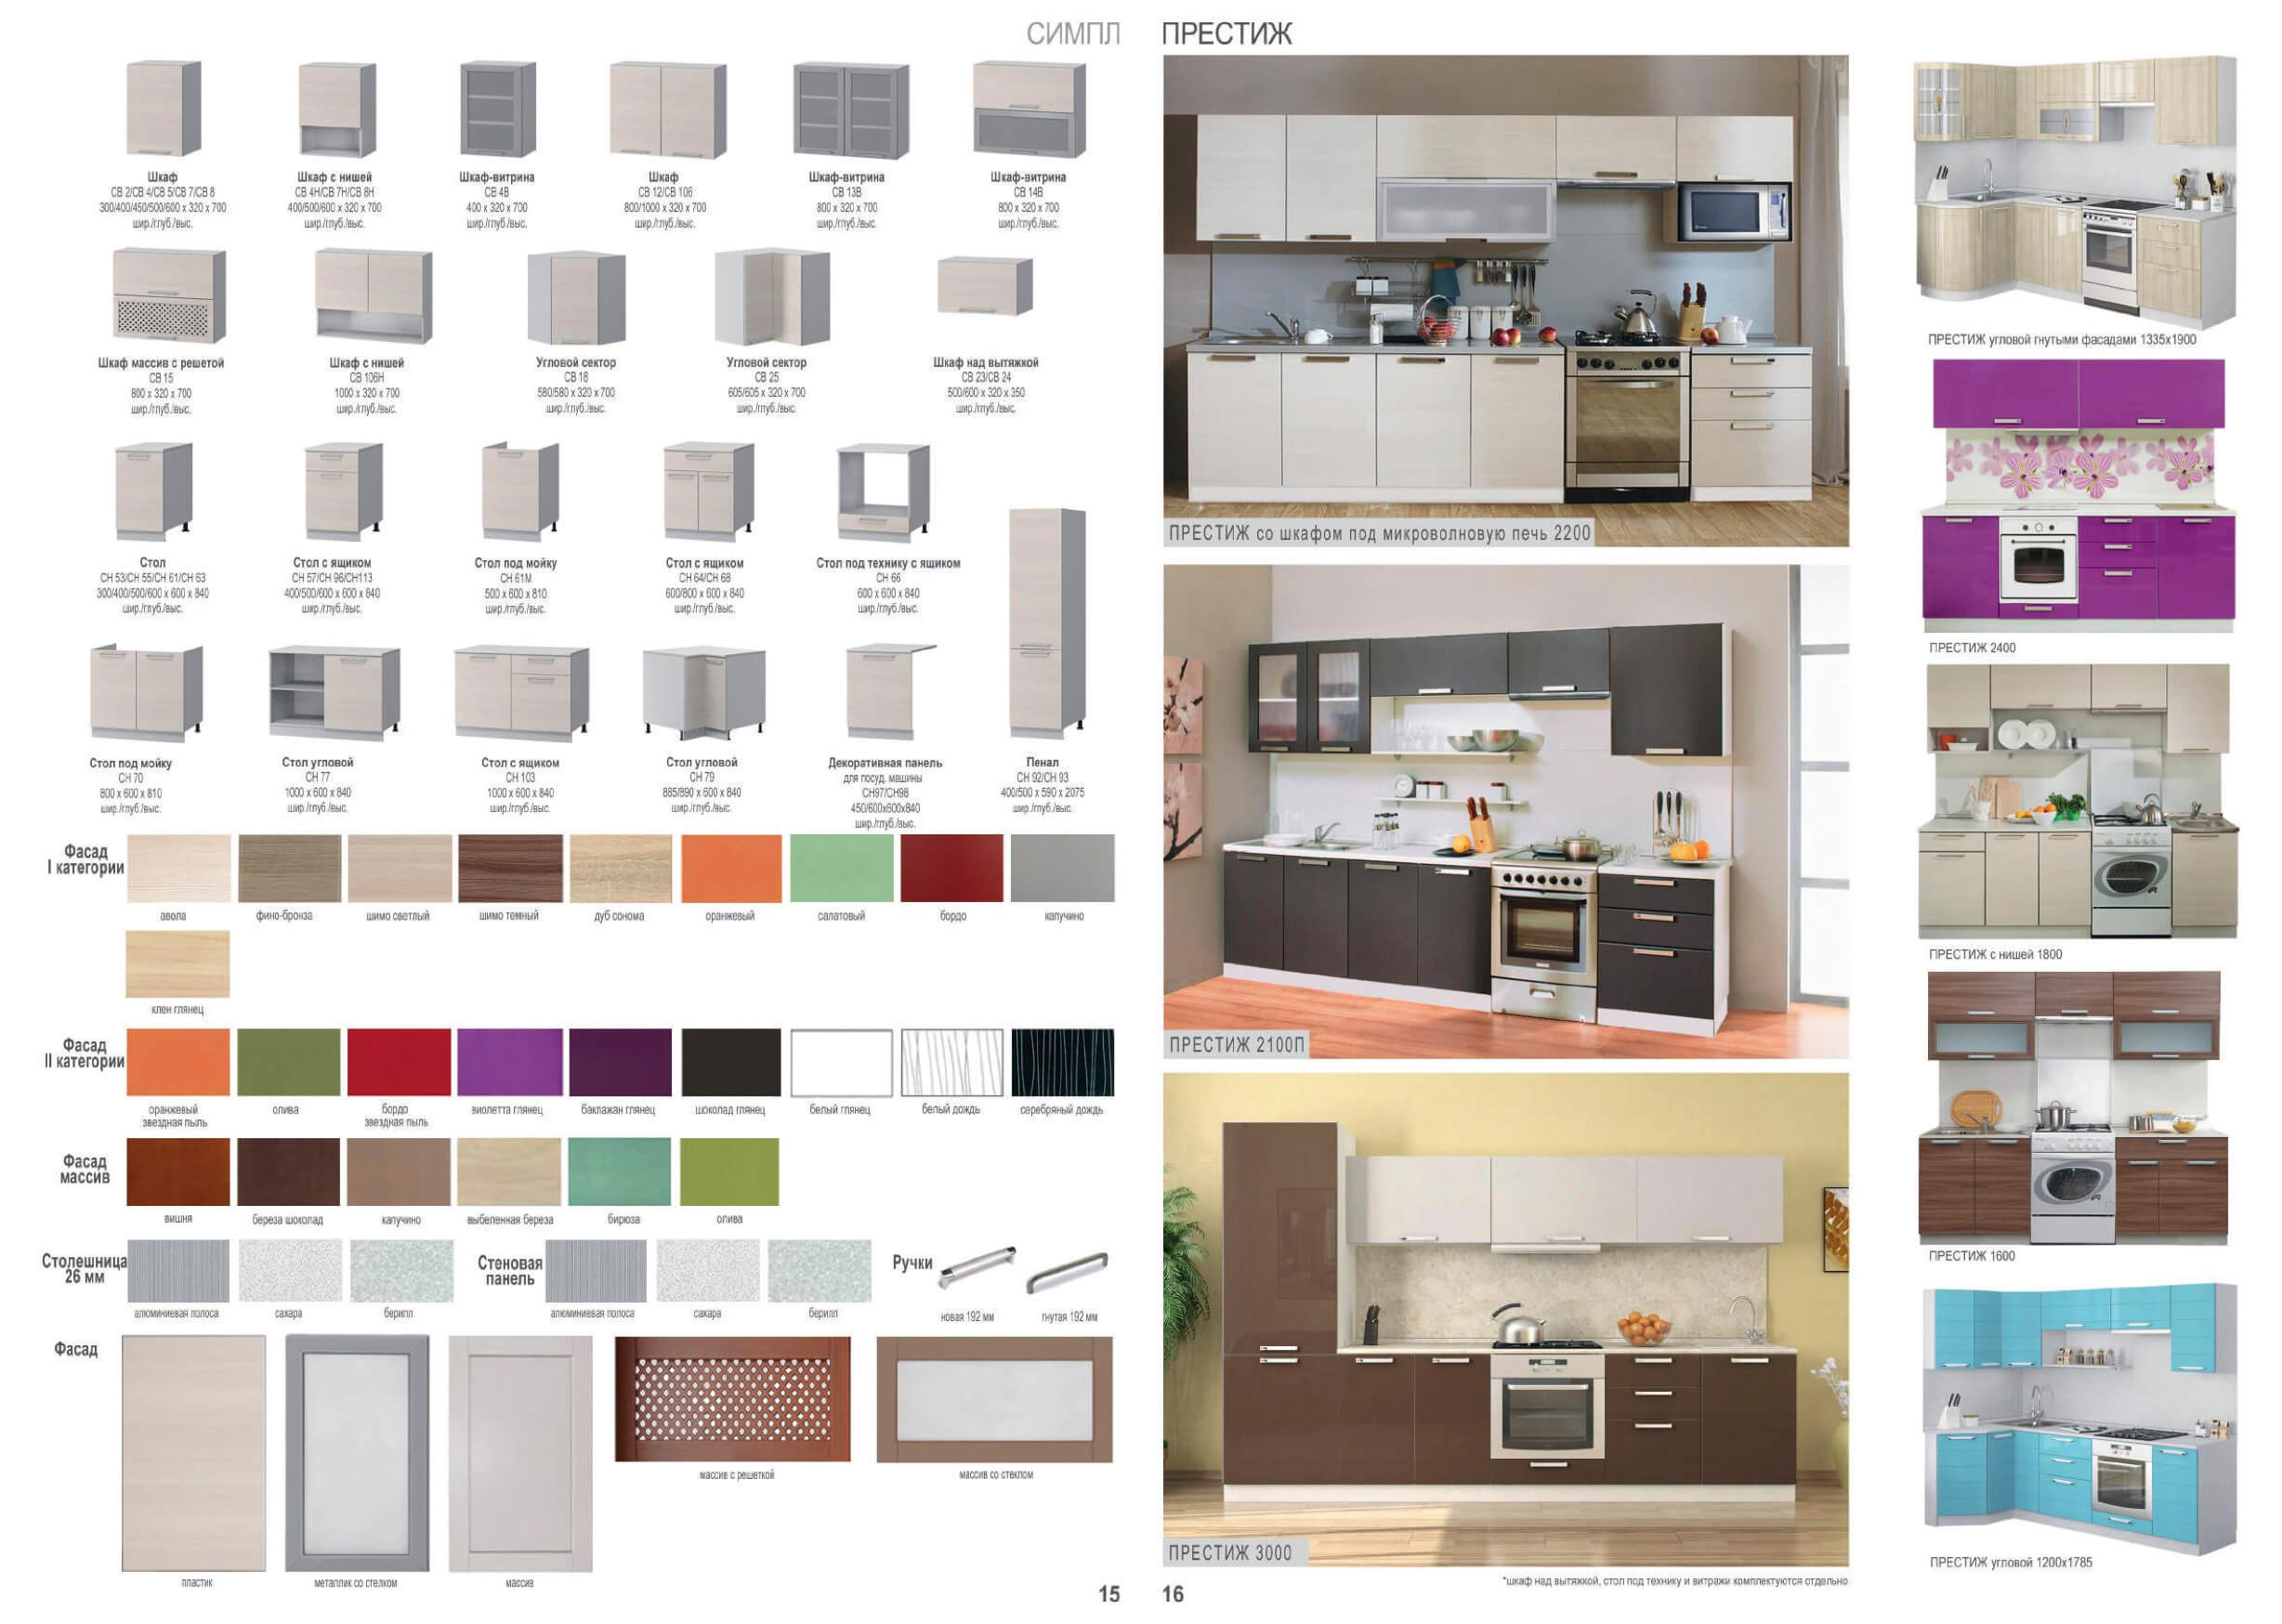 СИМПЛ
Шкаф
СВ 2/СВ 4/СВ 5/СВ 7/СВ 8
300/400/450/500/600 x 320 x 700
шир./глуб./выс.
Шкаф с нишей
СВ 4Н/СВ 7Н/СВ 8Н
400/500/600 x 320 x 700
шир./глуб./выс.
Шкаф-витрина
СВ 4В
400 x 320 x 700
шир./глуб./выс.
Шкаф
СВ 12/СВ 106
800/1000 x 320 x 700
шир./глуб./выс.
Шкаф-витрина
СВ 13В
800 x 320 x 700
шир./глуб./выс.
Шкаф-витрина
СВ 14В
800 x 320 x 700
шир./глуб./выс.
Шкаф массив с решетой
СВ 15
800 x 320 x 700
шир./глуб./выс.
Шкаф с нишей
СВ 106Н
1000 x 320 x 700
шир./глуб./выс.
Угловой сектор
СВ 18
580/580 x 320 x 700
шир./глуб./выс.
Угловой сектор
СВ 25
605/605 x 320 x 700
шир./глуб./выс.
Шкаф над вытяжкой
СВ 23/СВ 24
500/600 x 320 x 350
шир./глуб./выс.
Стол
СН 53/СН 55/СН 61/СН 63
300/400/500/600 x 600 x 840
шир./глуб./выс.
Стол с ящиком
СН 57/СН 96/СН113
400/500/600 x 600 x 840
шир./глуб./выс.
Стол под мойку
СН 61М
500 x 600 x 810
шир./глуб./выс.
Стол с ящиком
СН 64/СН 68
600/800 x 600 x 840
шир./глуб./выс.
Стол под технику с ящиком
СН 66
600 x 600 x 840
шир./глуб./выс.
Стол под мойку
СН 70
800 x 600 x 810
шир./глуб./выс.
Стол угловой
СН 77
1000 x 600 x 840
шир./глуб./выс.
Стол с ящиком
СН 103
1000 x 600 x 840
шир./глуб./выс.
Стол угловой
СН 79
885/890 x 600 x 840
шир./глуб./выс.
Декоративная панель
для посуд. машины
СН97/СН98
450/600x600x840
шир./глуб./выс.
Пенал
СН 92/СН 93
400/500 x 590 x 2075
шир./глуб./выс.
Фасад
I категории
авола
фино-бронза
шимо светлый
шимо темный
дуб сонома
оранжевый
салатовый
бордо
капучино
клен глянец
Фасад
II категории
оранжевый
звездная пыль
олива
бордо
звездная пыль
виолетта глянец
баклажан глянец
шоколад глянец
белый глянец
белый дождь
серебряный дождь
Фасад
массив
вишня
береза шоколад
капучино
выбеленная береза
бирюза
олива
Столешница
26 мм
алюминиевая полоса
сахара
берилл
Стеновая
панель
алюминиевая полоса
сахара
берилл
Ручки
новая 192 мм
гнутая 192 мм
Фасад
пластик
металлик со стелком
массив
массив с решеткой
массив со стеклом
15
ПРЕСТИЖ
ПРЕСТИЖ со шкафом под микроволновую печь 2200
ПРЕСТИЖ 2100П
ПРЕСТИЖ 3000
ПРЕСТИЖ угловой гнутыми фасадами 1335x1900
ПРЕСТИЖ 2400
ПРЕСТИЖ с нишей 1800
ПРЕСТИЖ 1600
ПРЕСТИЖ угловой 1200x1785
*шкаф над вытяжкой, стол под технику и витражи комплектуются отдельно
16